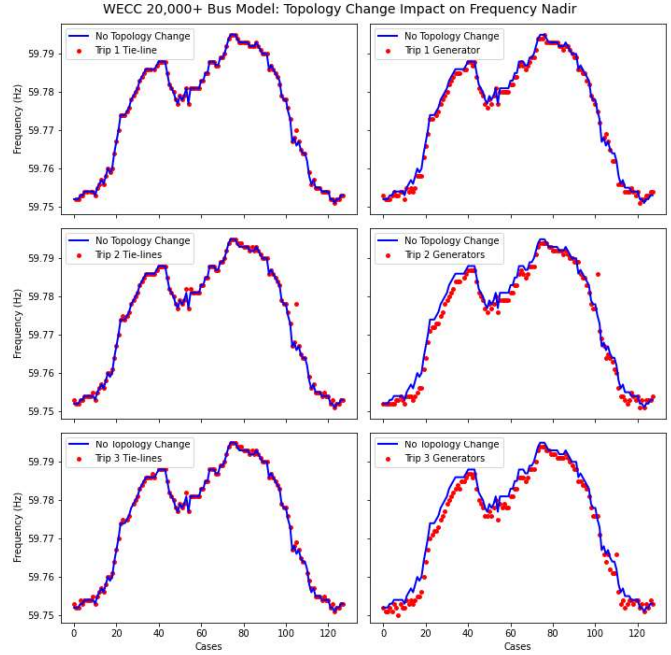 WECC 20,000+ Bus Model: Topology Change Impact on Frequency Nadir
No Topology Change
Trip 1 Tie-line
No Topology Change
Trip 1 Generator
59.79
59.78
59.77
59.76
59.75
Frequency (Hz)
No Topology Change
Trip 2 Tie-lines
No Topology Change
Trip 2 Generators
59.79
59.78
59.77
59.76
59.75
Frequency (Hz)
No Topology Change
Trip 3 Tie-lines
No Topology Change
Trip 3 Generators
59.79
59.78
59.77
59.76
59.75
Frequency (Hz)
0 20 40 60 80 100 120
0 20 40 60 80 100 120
Cases
Cases